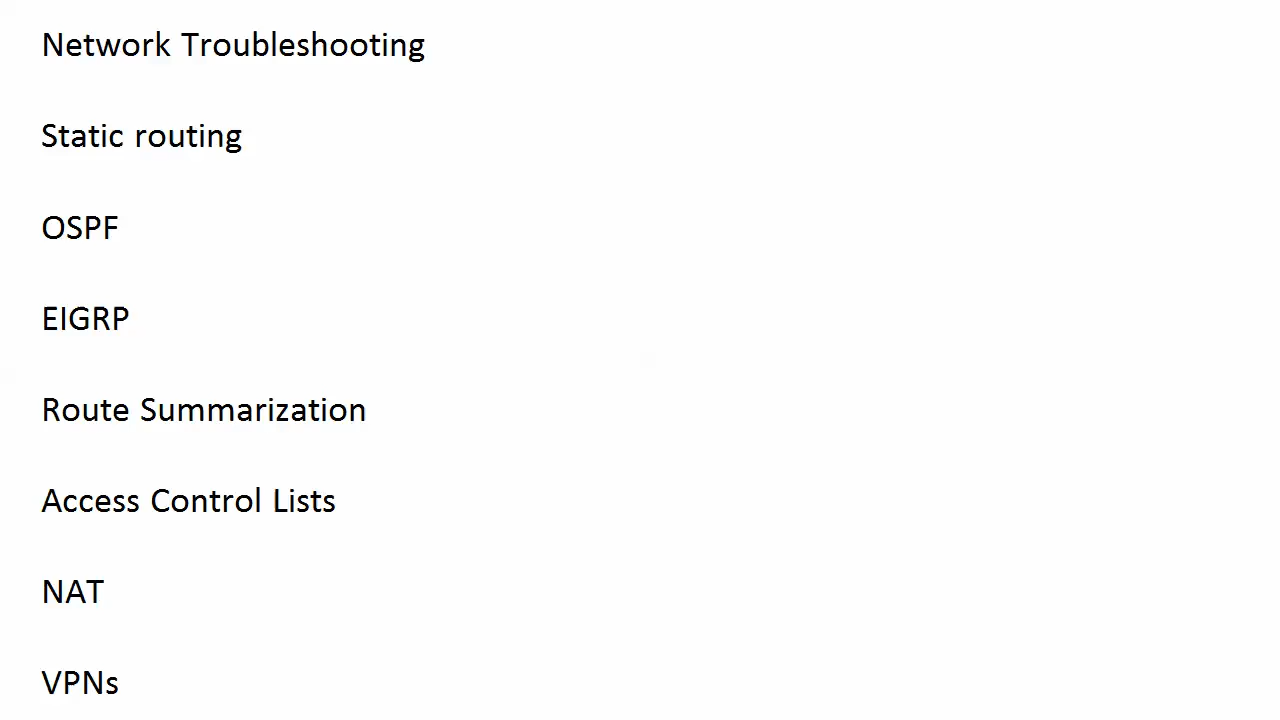 Network Troubleshooting
Static routing
OSPF
EIGRP
Route Summarization
Access Control Lists
NAT
VPNs